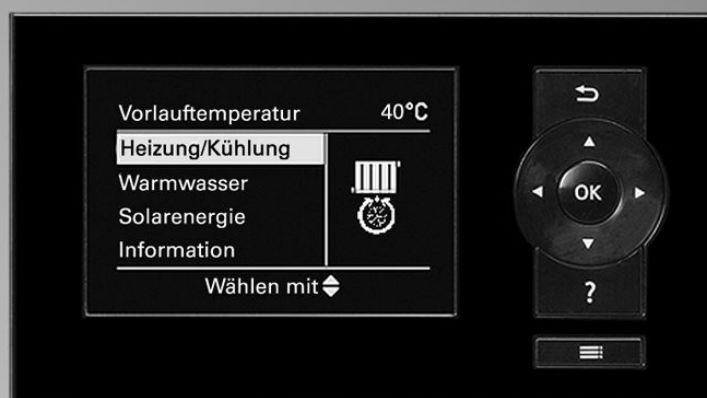 Vorlauftemperatur 40°C
Heizung/Kühlung
Warmwasser
Solarenergie
Information
Wählen mit
OK
?